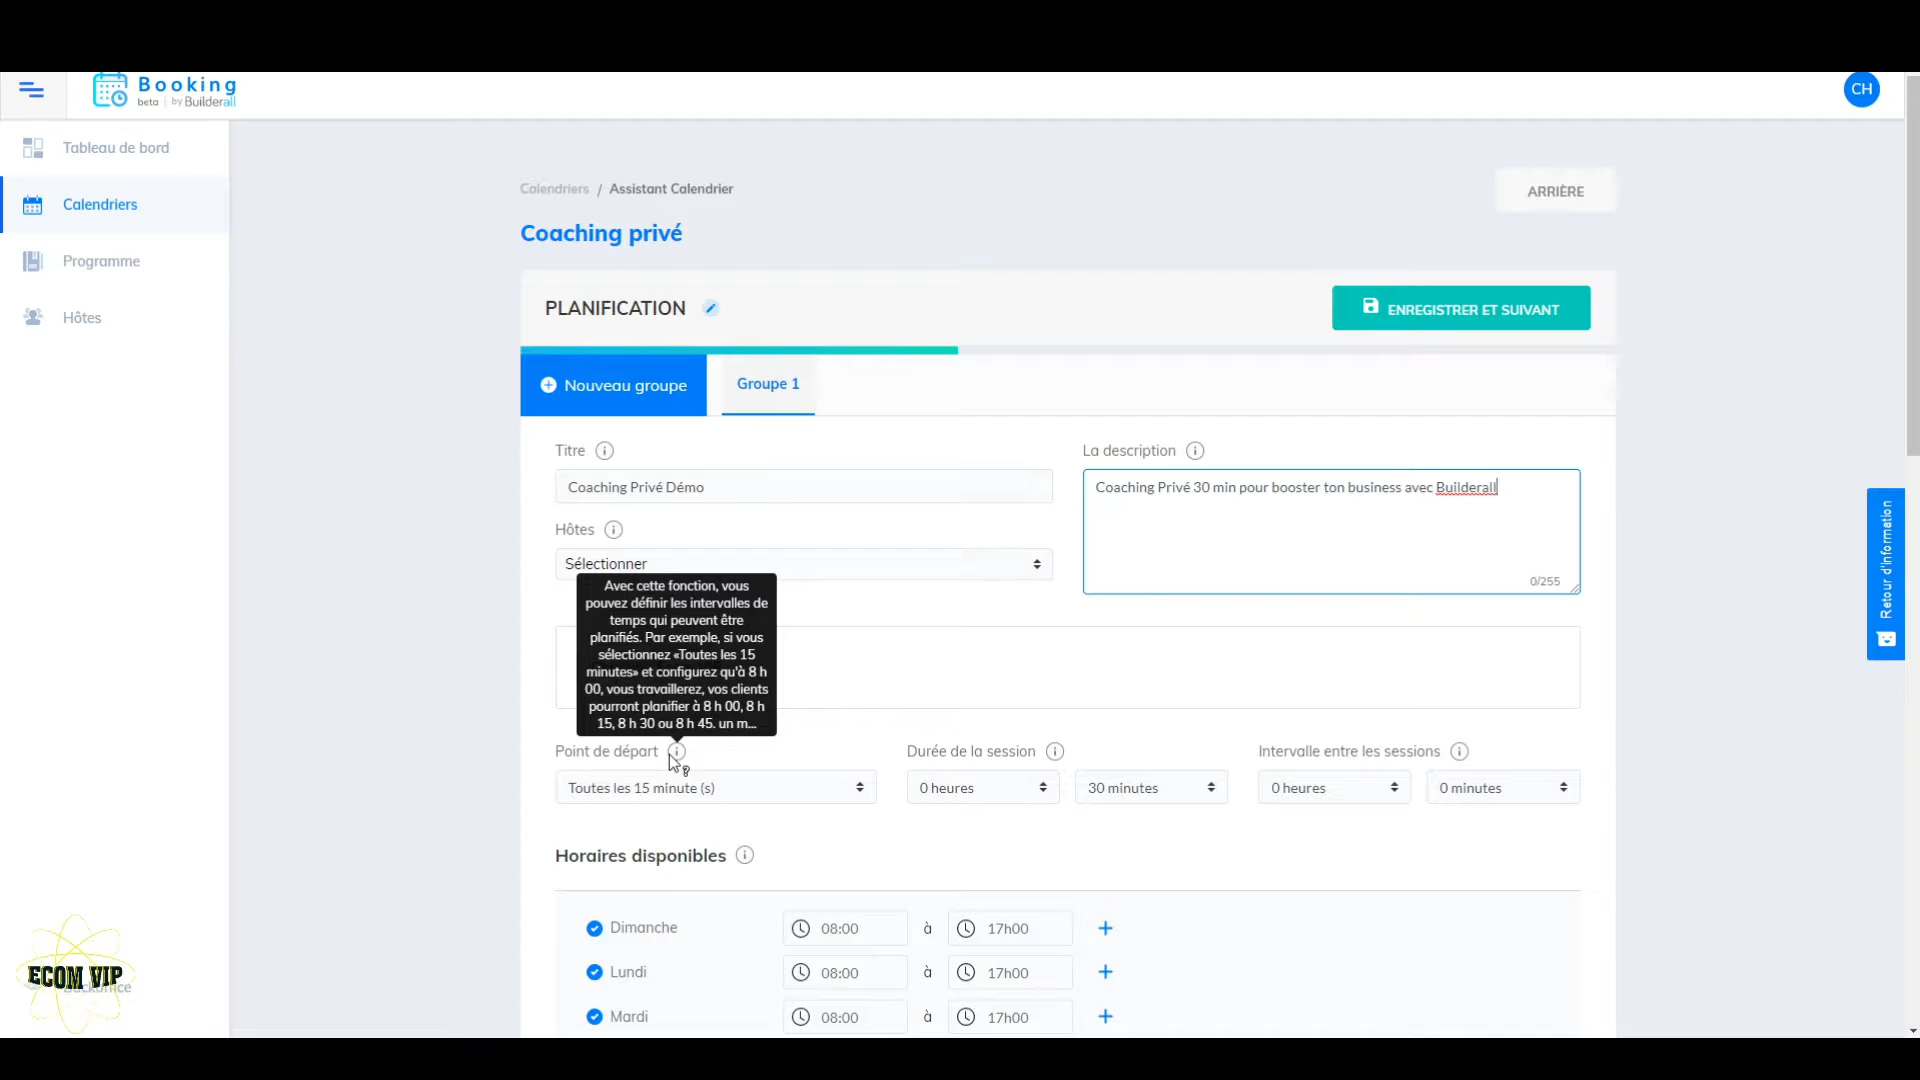 Booking
beta | by Builderall
CH
Tableau de bord
Calendriers
Programme
Hôtes
Calendriers / Assistant Calendrier
ARRIÈRE
Coaching privé
PLANIFICATION
ENREGISTRER ET SUIVANT
Nouveau groupe
Groupe 1
Titre
La description
Coaching Privé Démo
Coaching Privé 30 min pour booster ton business avec Builderall
Hôtes
Sélectionner
0/255
Retour d'information
Avec cette fonction, vous
pouvez définir les intervalles de
temps qui peuvent être
planifiés. Par exemple, si vous
sélectionnez «Toutes les 15
minutes» et configurez qu'à 8 h
00, vous travaillerez, vos clients
pourront planifier à 8 h 00, 8 h
15, 8 h 30 ou 8 h 45. un m...
Point de départ
Durée de la session
Intervalle entre les sessions
Toutes les 15 minute (s)
0 heures
30 minutes
0 heures
0 minutes
Horaires disponibles
Dimanche 08:00 à 17h00
Lundi 08:00 à 17h00
Mardi 08:00 à 17h00
ECOM VIP
Backoffice